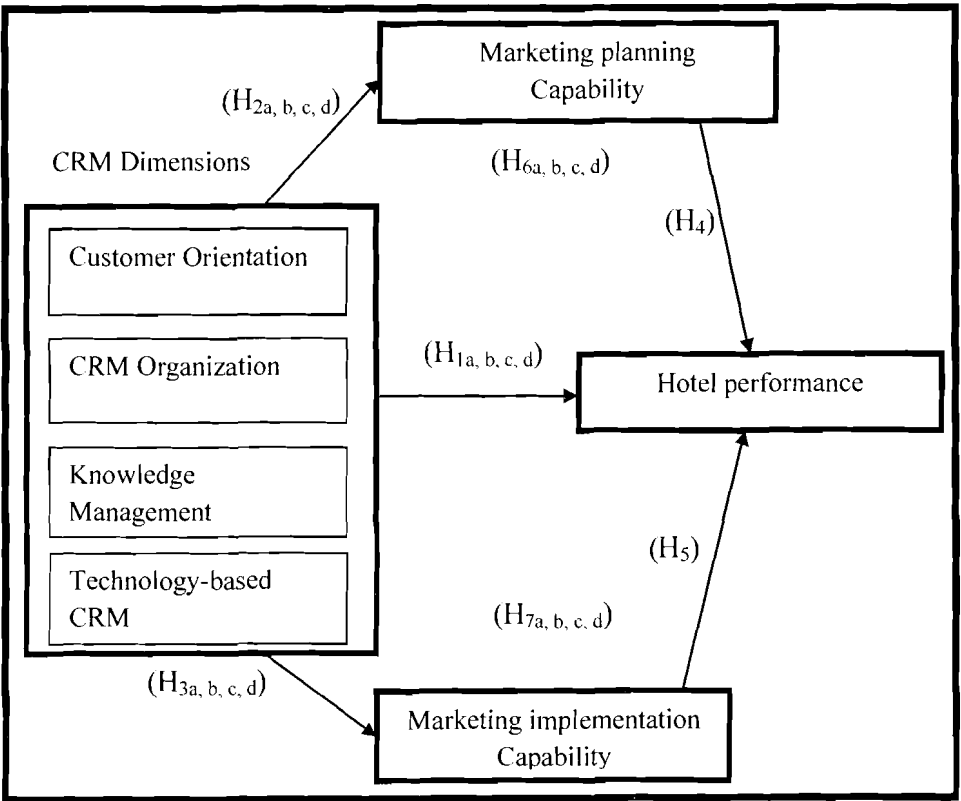 Marketing planning
Capability
(H2a, b, c, d)
(H6a, b, c, d)
CRM Dimensions
(H4)
Customer Orientation
CRM Organization
(H1a, b, c, d)
Hotel performance
Knowledge
Management
(H5)
Technology-based
CRM
(H7a, b, c, d)
(H3a, b, c, d)
Marketing implementation
Capability